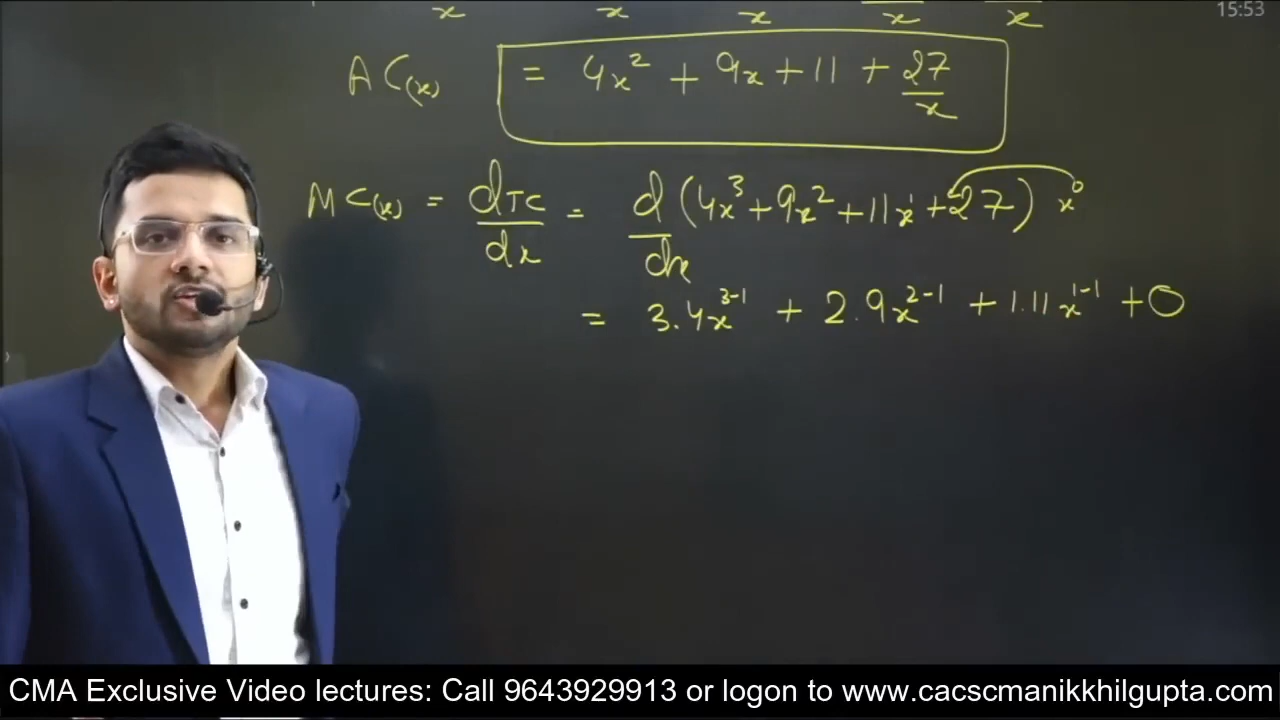 15:53
x x x x x
AC(x) = 4x² + 9x + 11 + 27/x
MC(x) = dTC/dx = d/dx (4x³ + 9x² + 11x¹ + 27) x⁰
= 3.4x³⁻¹ + 2.9x²⁻¹ + 1.11x¹⁻¹ + 0
CMA Exclusive Video lectures: Call 9643929913 or logon to www.cacscmanikkhilgupta.com